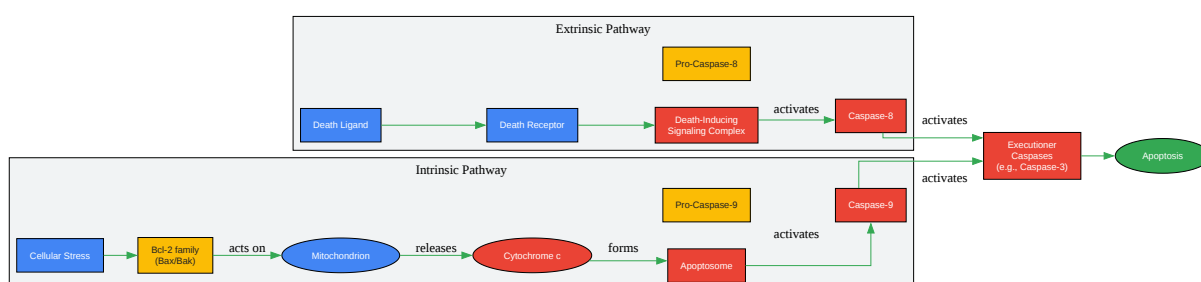 Extrinsic Pathway
Pro-Caspase-8
Death Ligand
Death Receptor
Death-Inducing
Signaling Complex
activates
Caspase-8
activates
Executioner
Caspases
(e.g., Caspase-3)
Apoptosis
Intrinsic Pathway
Pro-Caspase-9
Caspase-9
activates
Cellular Stress
Bcl-2 family
(Bax/Bak)
acts on
Mitochondrion
releases
Cytochrome c
forms
Apoptosome
activates